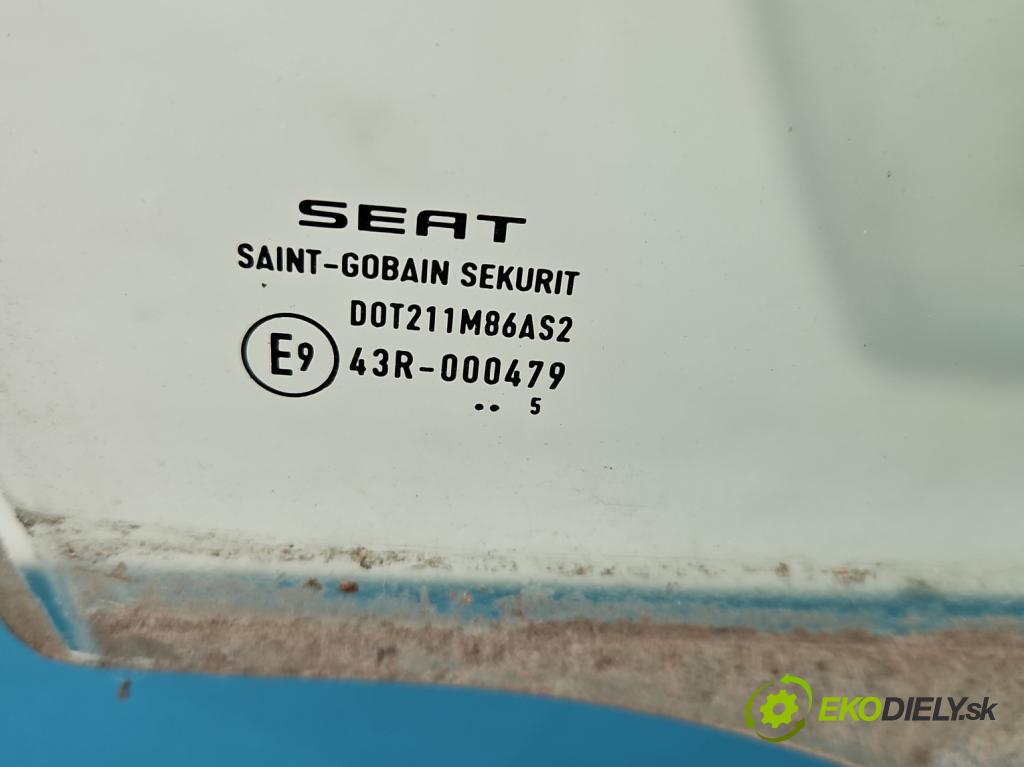 SEAT
SAINT-GOBAIN SEKURIT
DOT211M86AS2
E9 43R-000479
.. 5
EKODIELY.sk